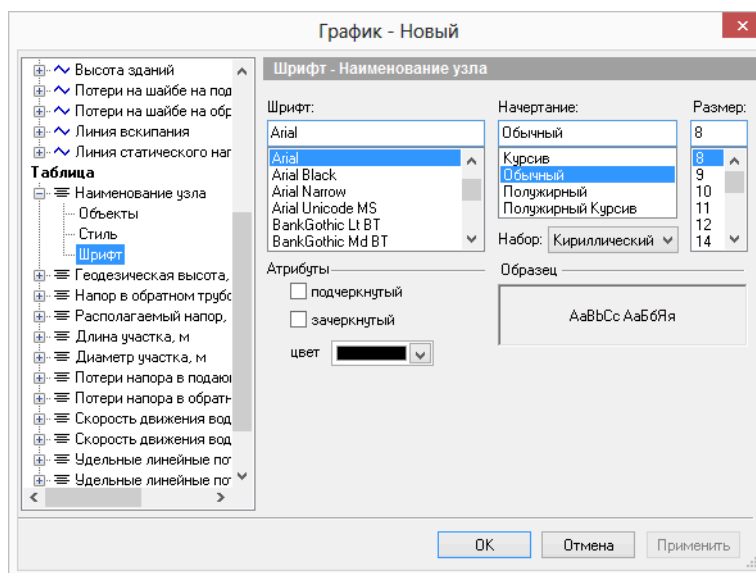 График - Новый
Высота зданий
Потери на шайбе на под
Потери на шайбе на обр
Линия вскипания
Линия статического наг
Таблица
Наименование узла
Объекты
Стиль
Шрифт
Геодезическая высота,
Напор в обратном трубо
Располагаемый напор,
Длина участка, м
Диаметр участка, м
Потери напора в подающ
Потери напора в обратн
Скорость движения вод
Скорость движения вод
Удельные линейные пот
Удельные линейные пот
Шрифт - Наименование узла
Шрифт:
Arial
Arial
Arial Black
Arial Narrow
Arial Unicode MS
BankGothic Lt BT
BankGothic Md BT
Начертание:
Обычный
Курсив
Обычный
Полужирный
Полужирный Курсив
Набор: Кириллический
Размер:
8
8
9
10
11
12
14
Атрибуты
подчеркнутый
зачеркнутый
цвет
Образец
AaBbCc АаБбЯя
OK
Отмена
Применить